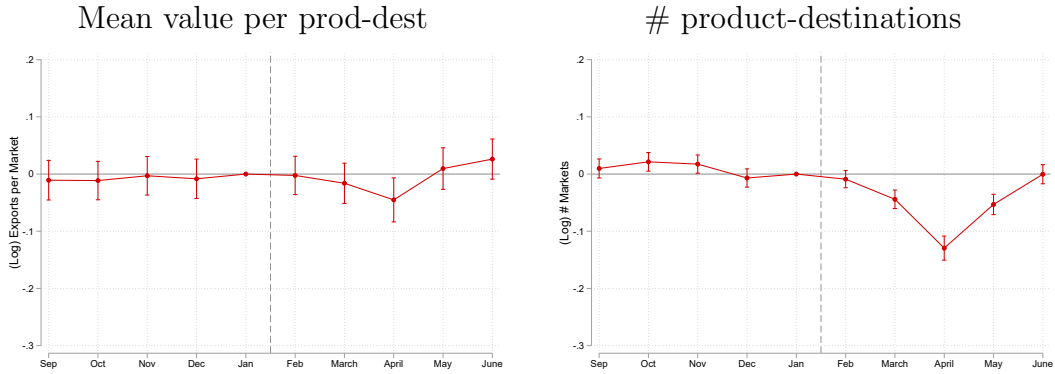 Mean value per prod-dest
(Log) Exports per Market
.2
.1
0
-.1
-.2
-.3
Sep Oct Nov Dec Jan Feb March April May June
# product-destinations
(Log) # Markets
.2
.1
0
-.1
-.2
-.3
Sep Oct Nov Dec Jan Feb March April May June